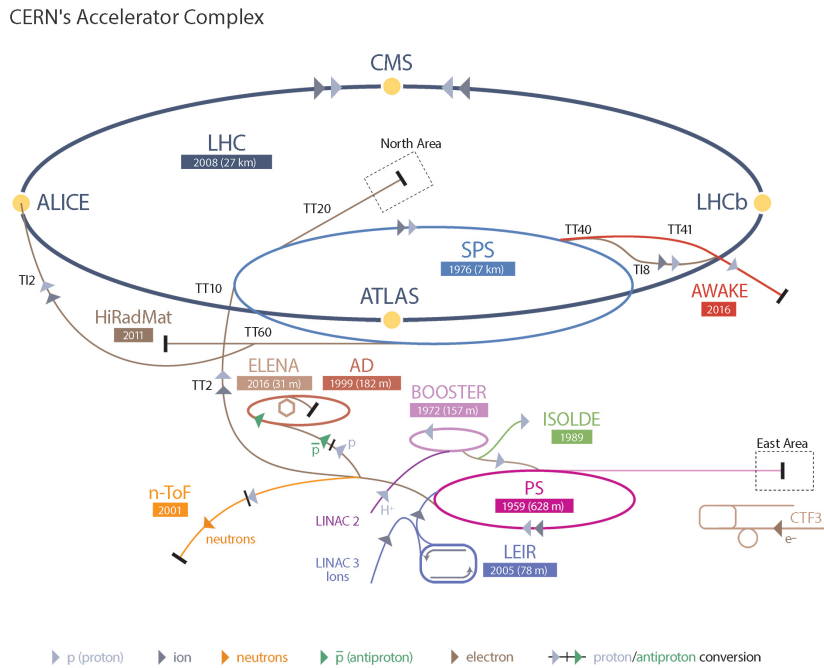 CERN's Accelerator Complex
CMS
LHC
2008 (27 km)
North Area
ALICE
TT20
LHCb
TT40
TT41
SPS
1976 (7 km)
TI8
TI2
TT10
AWAKE
2016
ATLAS
HiRadMat
2011
TT60
ELENA
2016 (31 m)
AD
1999 (182 m)
TT2
BOOSTER
1972 (157 m)
ISOLDE
1989
p
p̅
East Area
n-ToF
2001
PS
1959 (628 m)
H⁺
LINAC 2
CTF3
neutrons
e⁻
LEIR
2005 (78 m)
LINAC 3
Ions
p (proton)
ion
neutrons
p̅ (antiproton)
electron
proton/antiproton conversion